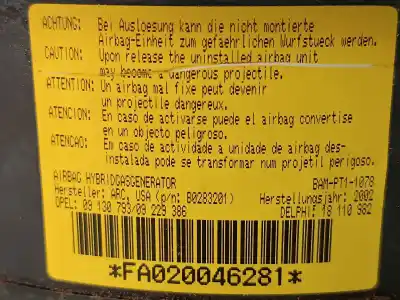 ACHTUNG: Bei Ausloesung kann die nicht montierte
Airbag-Einheit zum gefaehrlichen Wurfstueck werden.
CAUTION: Upon release the uninstalled airbag unit
may become a dangerous projectile.
ATTENTION: Un airbag mal fixe peut devenir
un projectile dangereux.
ATENCION: En caso de activarse puede el airbag convertise
en un objecto peligroso.
ATENCAO: Em caso de actividade a unidade de airbag des-
instalada poderia se transformar num projetil perigoso.
AIRBAG HYBRIDGASGENERATOR BAM-PT1-1078
Hersteller: ARC, USA (p/n: B0283201) Herstellungsjahr: 2002
OPEL: 09 130 793/09 229 386 DELPHI: 18 110 982
*FA020046281*